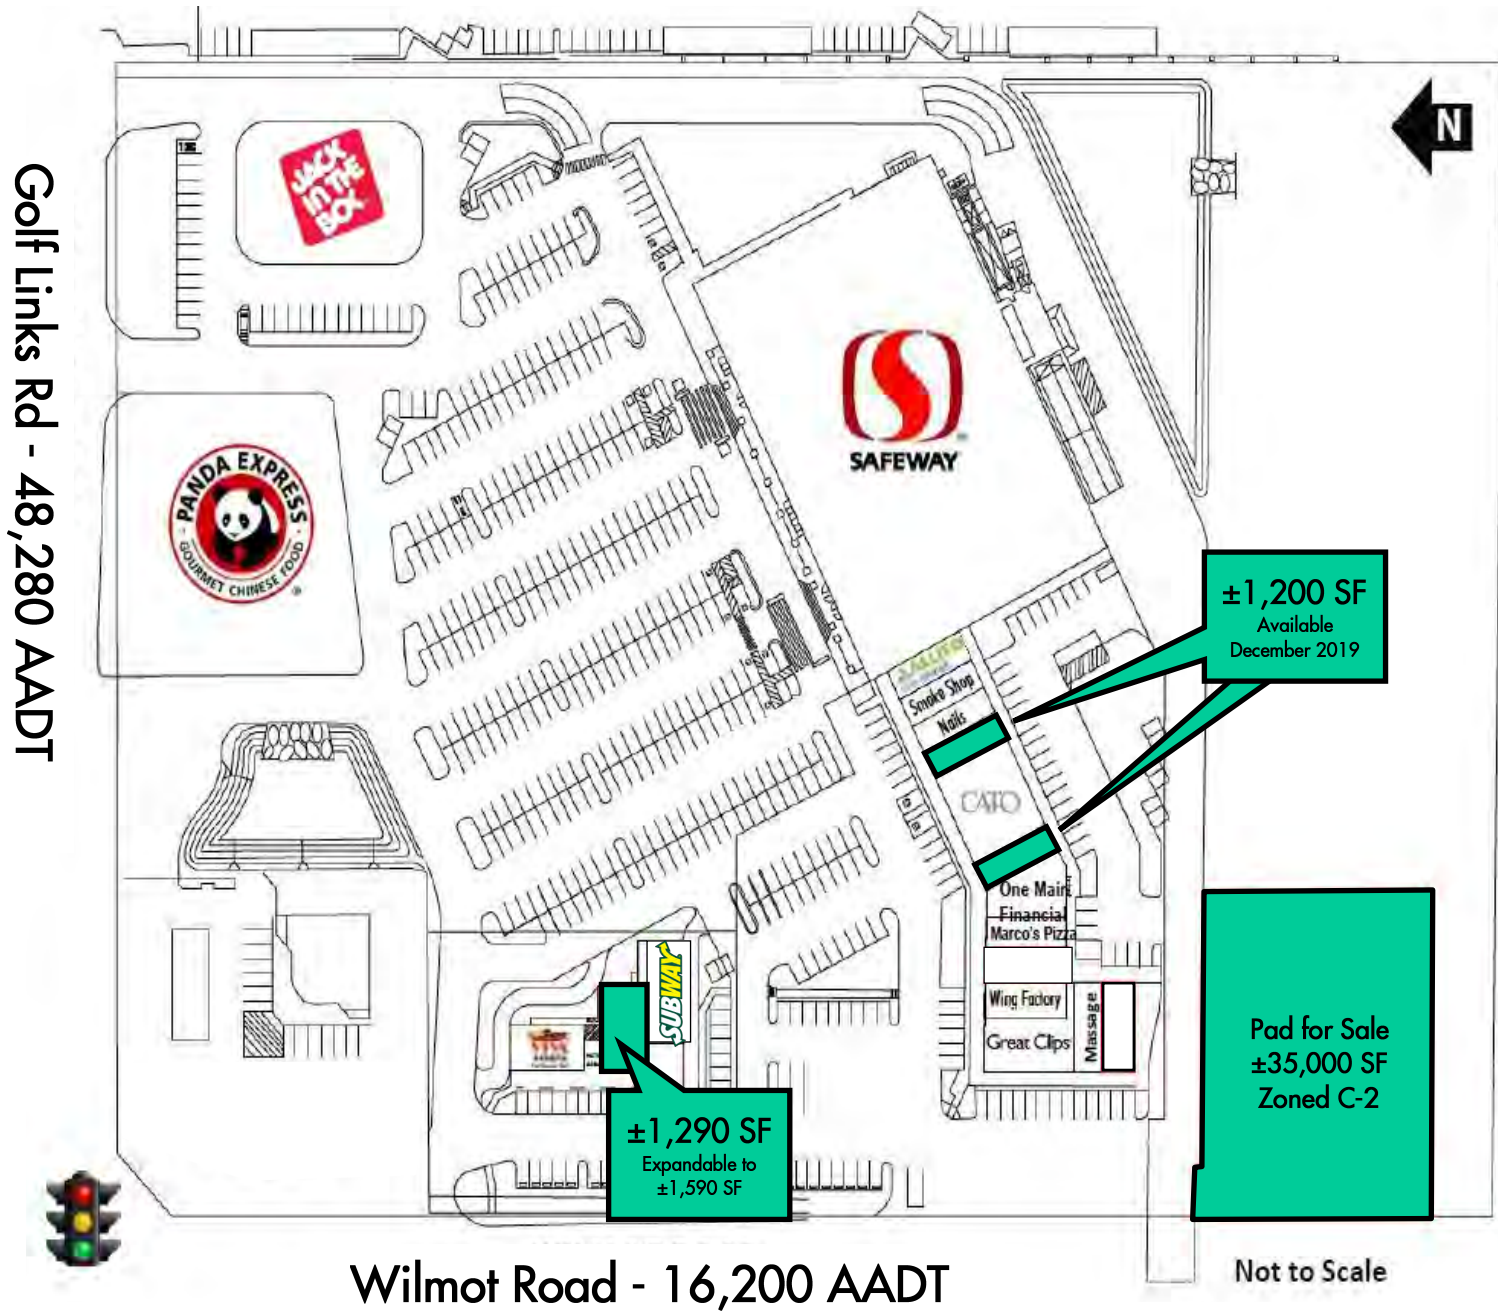 N
JACK
IN THE
BOX
Golf Links Rd - 48,280 AADT
PANDA EXPRESS
GOURMET CHINESE FOOD
SAFEWAY
±1,200 SF
Available
December 2019
Smoke Shop
Nails
CATO
One Main
Financial
Marco's Pizza
Wing Factory
Great Clips
Massage
SUBWAY
±1,290 SF
Expandable to
±1,590 SF
Pad for Sale
±35,000 SF
Zoned C-2
Wilmot Road - 16,200 AADT
Not to Scale